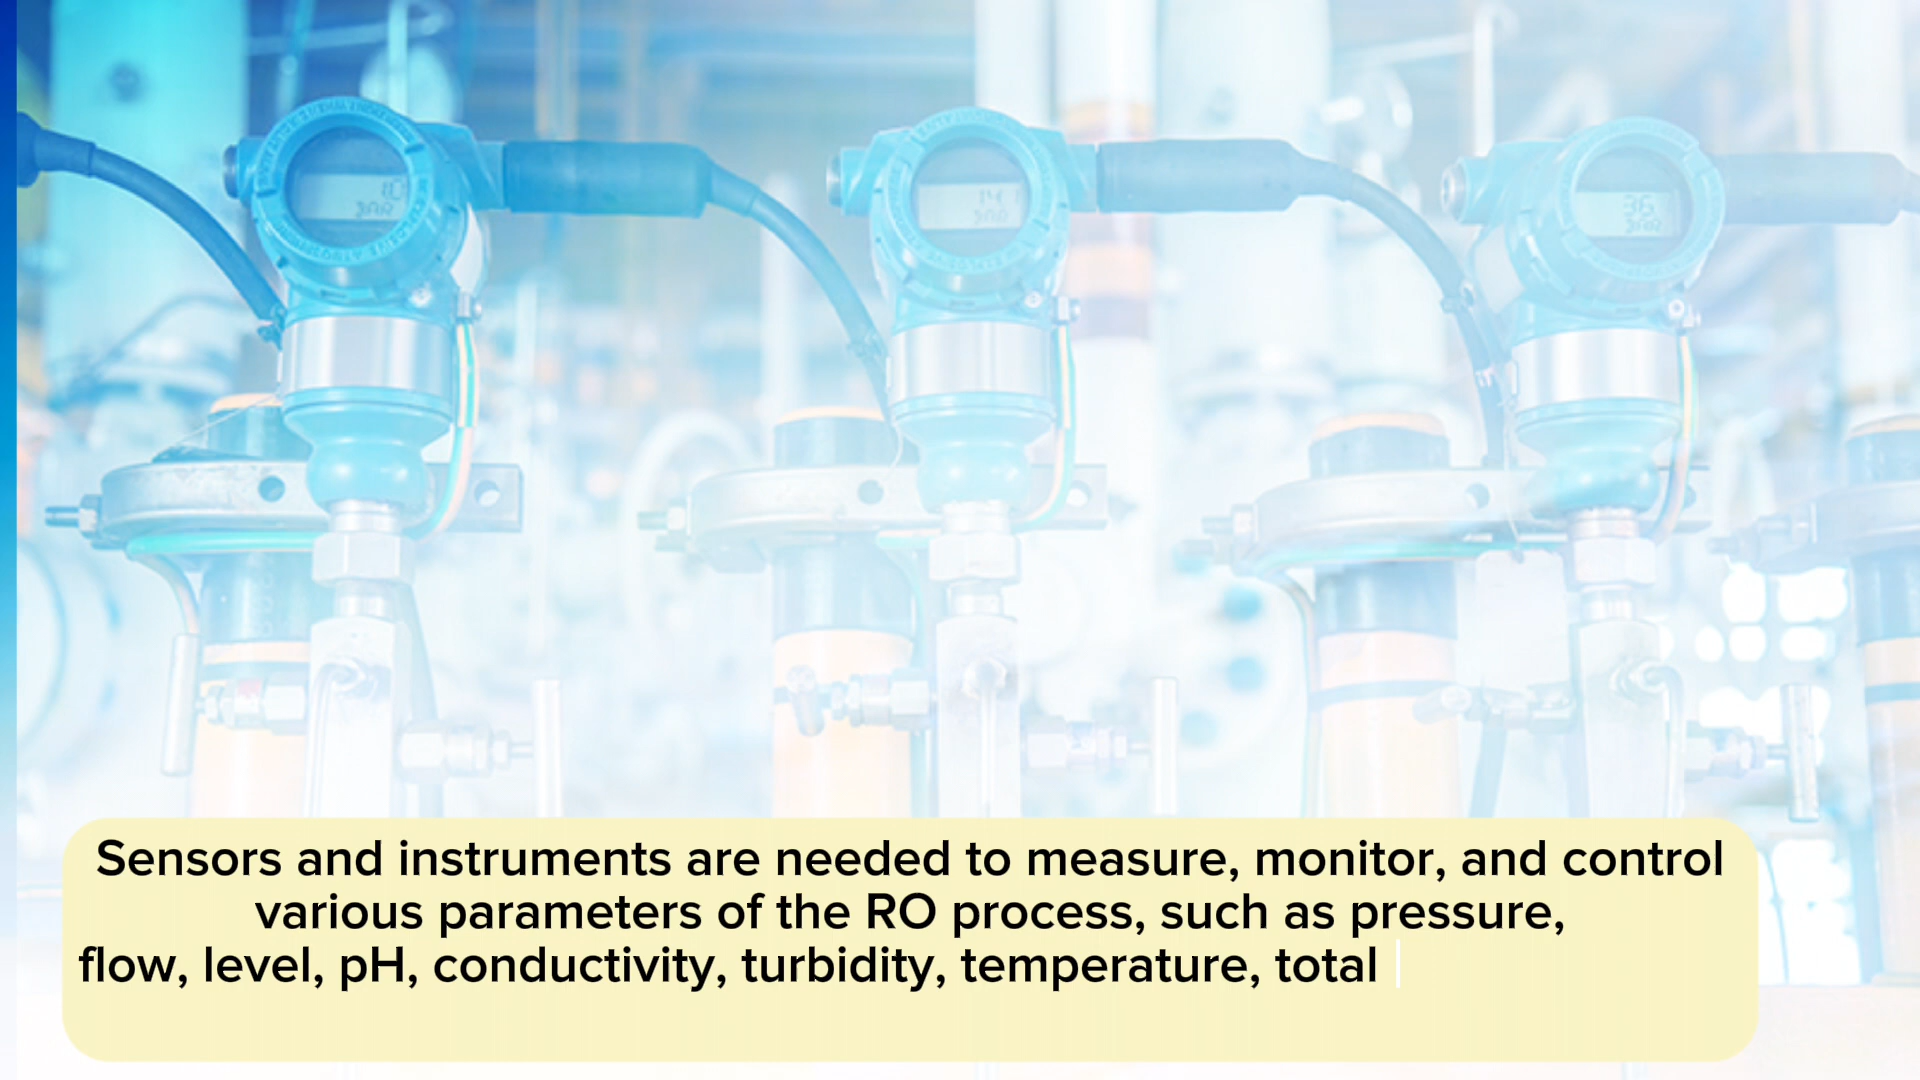 Sensors and instruments are needed to measure, monitor, and control
various parameters of the RO process, such as pressure,
flow, level, pH, conductivity, turbidity, temperature, total